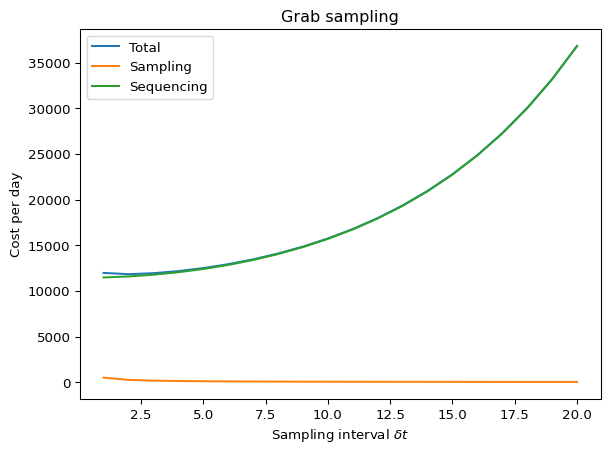 Grab sampling
Total
Sampling
Sequencing
Cost per day
35000
30000
25000
20000
15000
10000
5000
0
2.5 5.0 7.5 10.0 12.5 15.0 17.5 20.0
Sampling interval δt